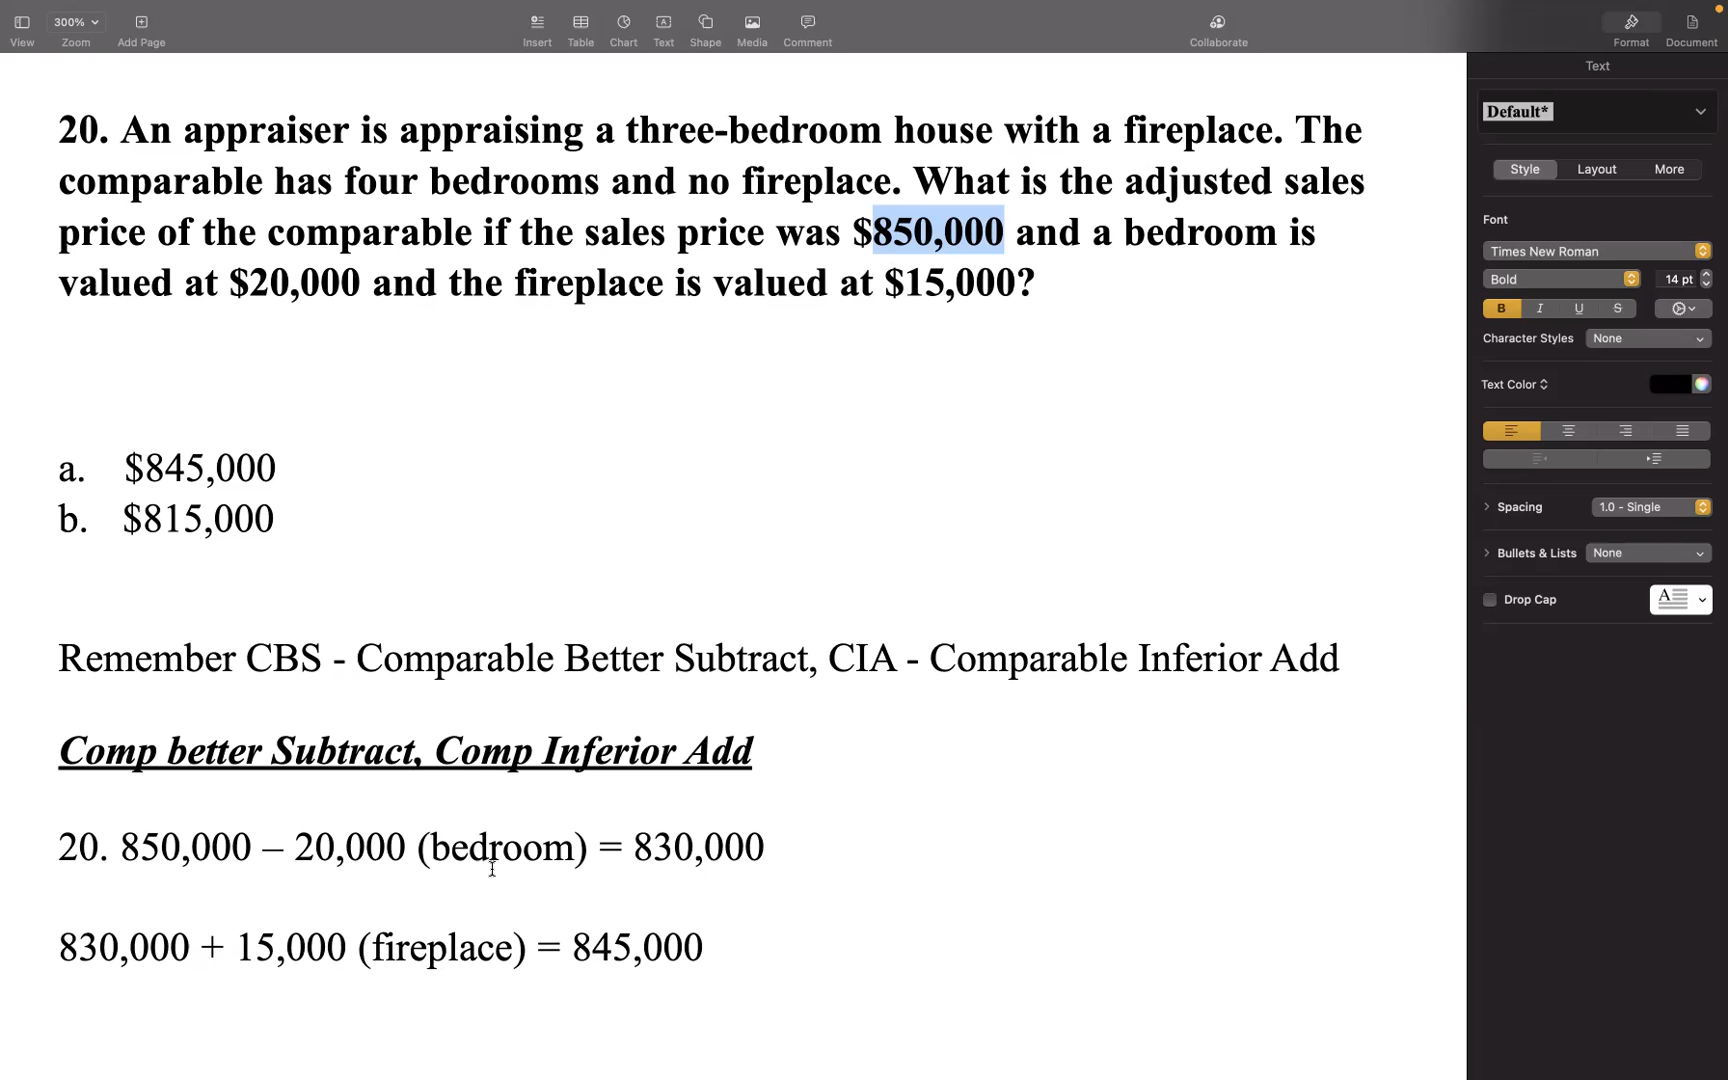 300%
View
Zoom
Add Page
Insert
Table
Chart
Text
Shape
Media
Comment
Collaborate
Format
Document
20. An appraiser is appraising a three-bedroom house with a fireplace. The
comparable has four bedrooms and no fireplace. What is the adjusted sales
price of the comparable if the sales price was $850,000 and a bedroom is
valued at $20,000 and the fireplace is valued at $15,000?
a. $845,000
b. $815,000
Remember CBS - Comparable Better Subtract, CIA - Comparable Inferior Add
Comp better Subtract, Comp Inferior Add
20. 850,000 – 20,000 (bedroom) = 830,000
830,000 + 15,000 (fireplace) = 845,000
Text
Default*
Style Layout More
Font
Times New Roman
Bold 14 pt
B I U S
Character Styles None
Text Color
Spacing 1.0 - Single
Bullets & Lists None
Drop Cap A